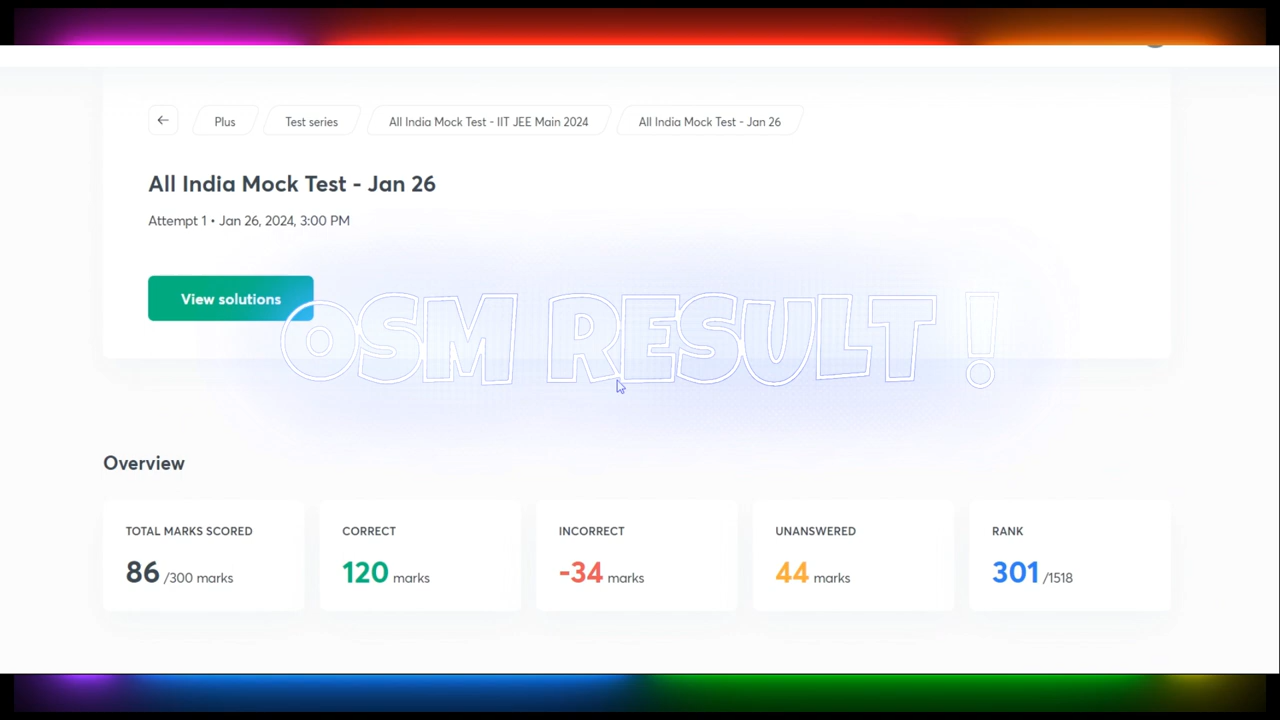 Plus
Test series
All India Mock Test - IIT JEE Main 2024
All India Mock Test - Jan 26
All India Mock Test - Jan 26
Attempt 1 • Jan 26, 2024, 3:00 PM
View solutions
OSM RESULT !
Overview
TOTAL MARKS SCORED
86 /300 marks
CORRECT
120 marks
INCORRECT
-34 marks
UNANSWERED
44 marks
RANK
301 /1518